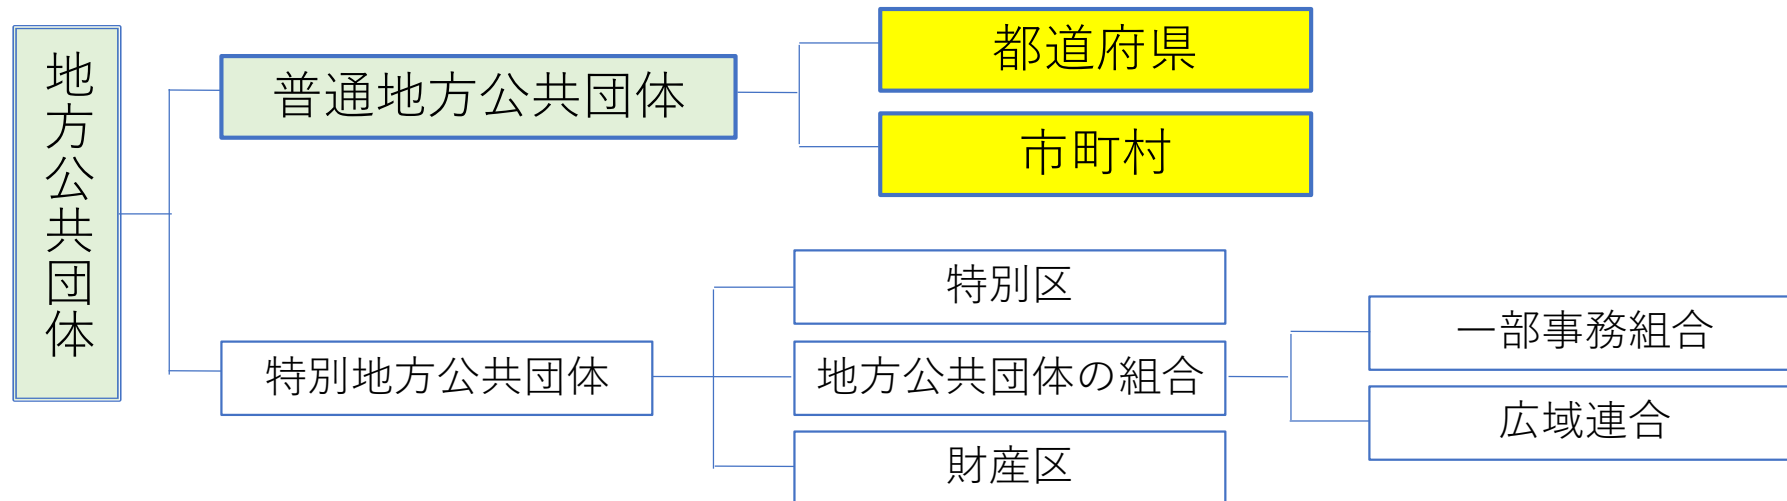 地方公共団体
普通地方公共団体
都道府県
市町村
特別地方公共団体
特別区
地方公共団体の組合
財産区
一部事務組合
広域連合